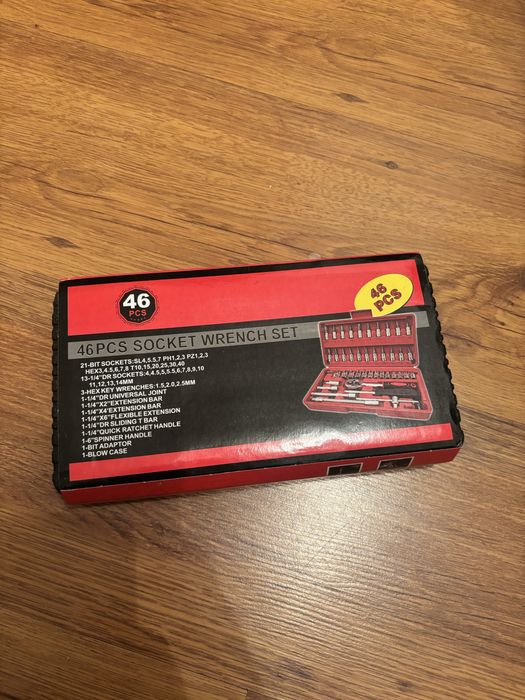 46
PCS
46
PCS
46PCS SOCKET WRENCH SET
21-BIT SOCKETS:SL4,5.5,7 PH1,2,3 PZ1,2,3
HEX3,4,5,6,7,8 T10,15,20,25,30,40
13-1/4"DR SOCKETS:4,4.5,5,5.5,6,7,8,9,10
11,12,13,14MM
3-HEX KEY WRENCHES:1.5,2.0,2.5MM
1-1/4"DR UNIVERSAL JOINT
1-1/4"X2"EXTENSION BAR
1-1/4"X4"EXTENSION BAR
1-1/4"X6"FLEXIBLE EXTENSION
1-1/4"DR SLIDING T BAR
1-1/4"QUICK RATCHET HANDLE
1-6"SPINNER HANDLE
1-BIT ADAPTOR
1-BLOW CASE